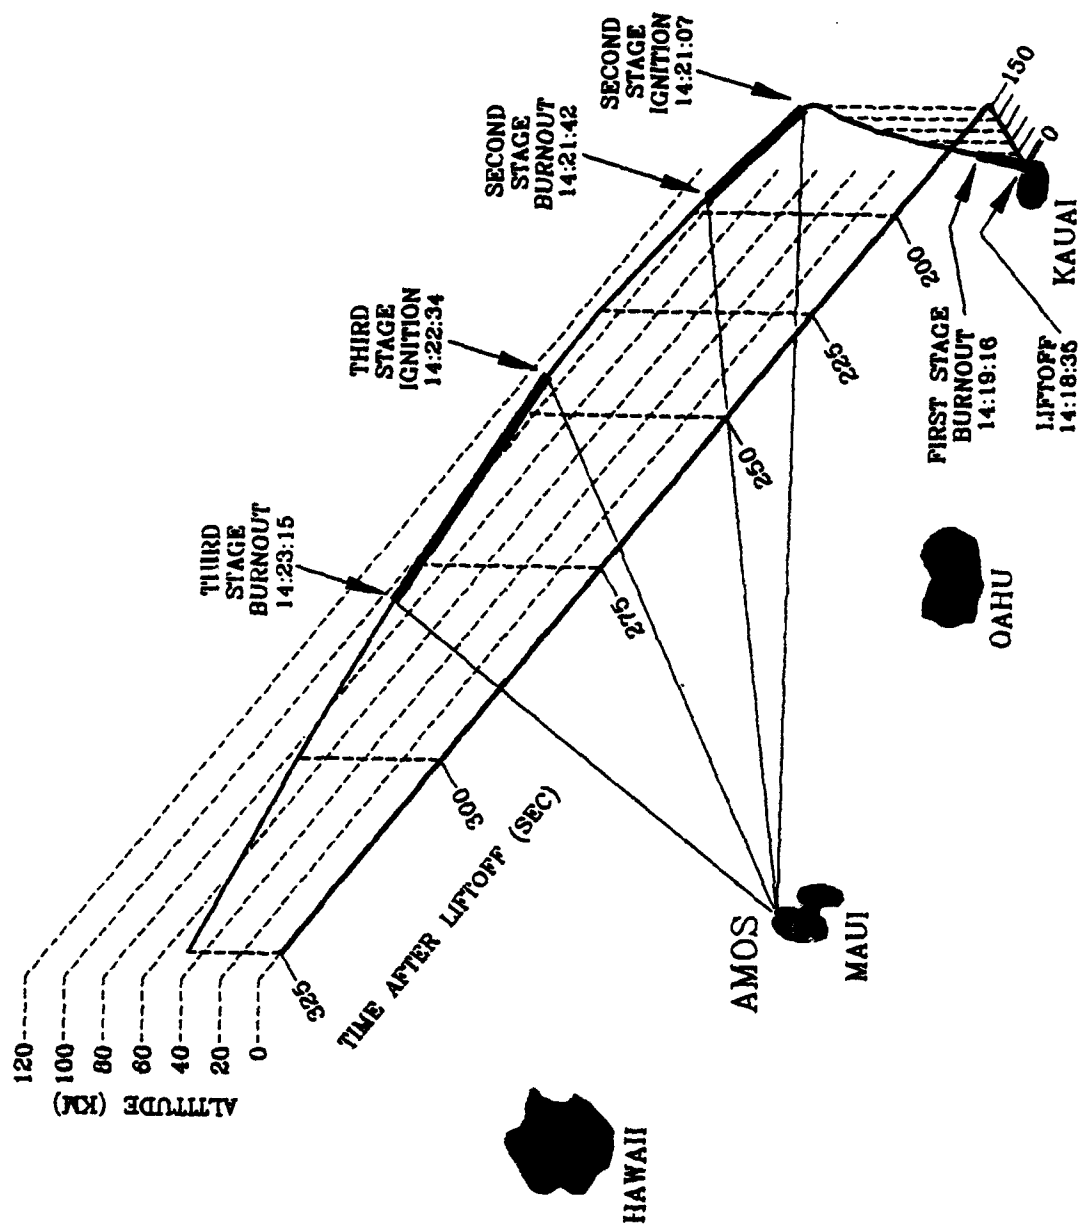 SECOND
STAGE
IGNITION
14:21:07
SECOND
STAGE
BURNOUT
14:21:42
THIRD
STAGE
IGNITION
14:22:34
THIRD
STAGE
BURNOUT
14:23:15
120
100
80
60
40
20
0
ALTITUDE (KM)
150
0
200
225
250
275
300
325
TIME AFTER LIFTOFF (SEC)
FIRST STAGE
BURNOUT
14:19:16
LIFTOFF
14:18:35
KAUAI
OAHU
AMOS
MAUI
HAWAII